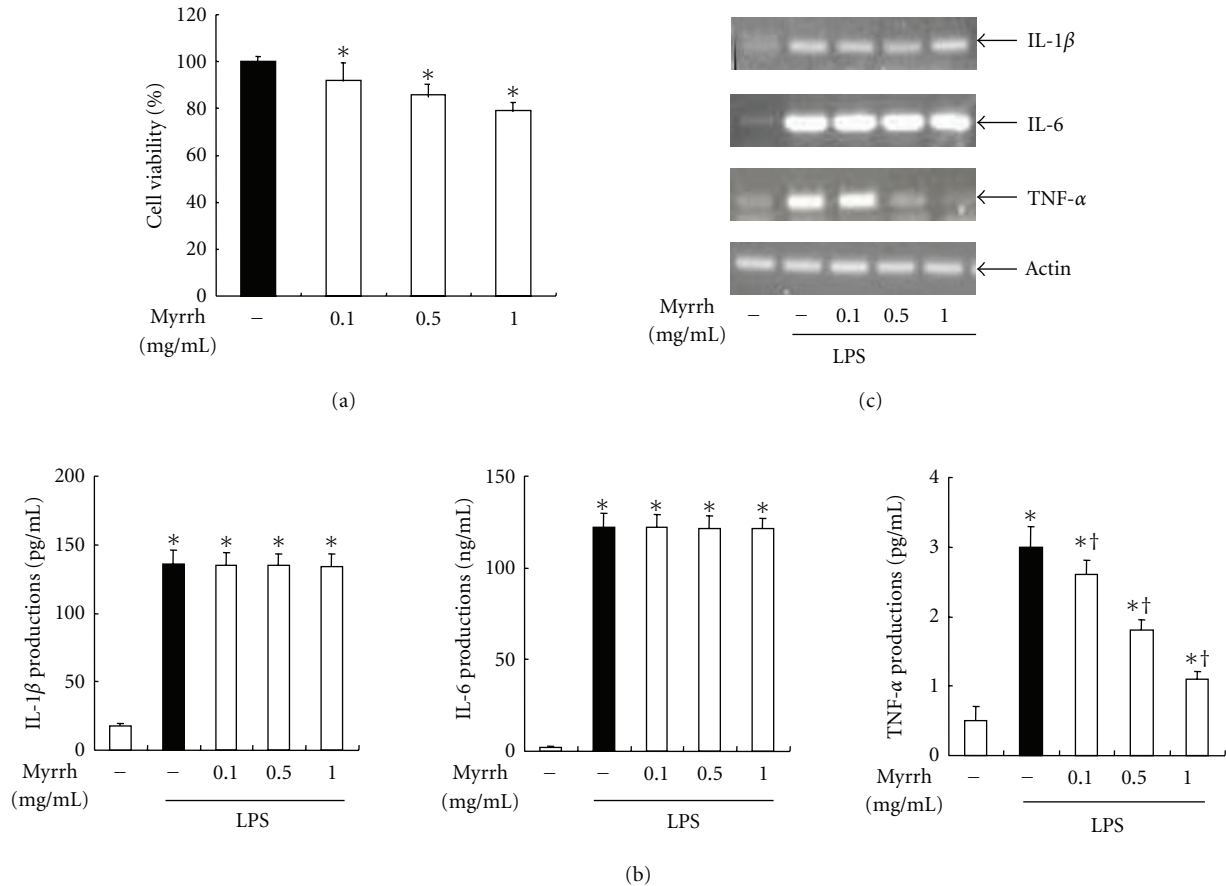 120
100
80
60
40
20
0
Cell viability (%)
* * *
Myrrh – 0.1 0.5 1
(mg/mL)
(a)
IL-1β
IL-6
TNF-α
Actin
Myrrh – – 0.1 0.5 1
(mg/mL)
LPS
(c)
200
150
100
50
0
IL-1β productions (pg/mL)
* * * *
Myrrh – – 0.1 0.5 1
(mg/mL)
LPS
150
100
50
0
IL-6 productions (ng/mL)
* * * *
Myrrh – – 0.1 0.5 1
(mg/mL)
LPS
4
3
2
1
0
TNF-α productions (pg/mL)
* *† *† *†
Myrrh – – 0.1 0.5 1
(mg/mL)
LPS
(b)